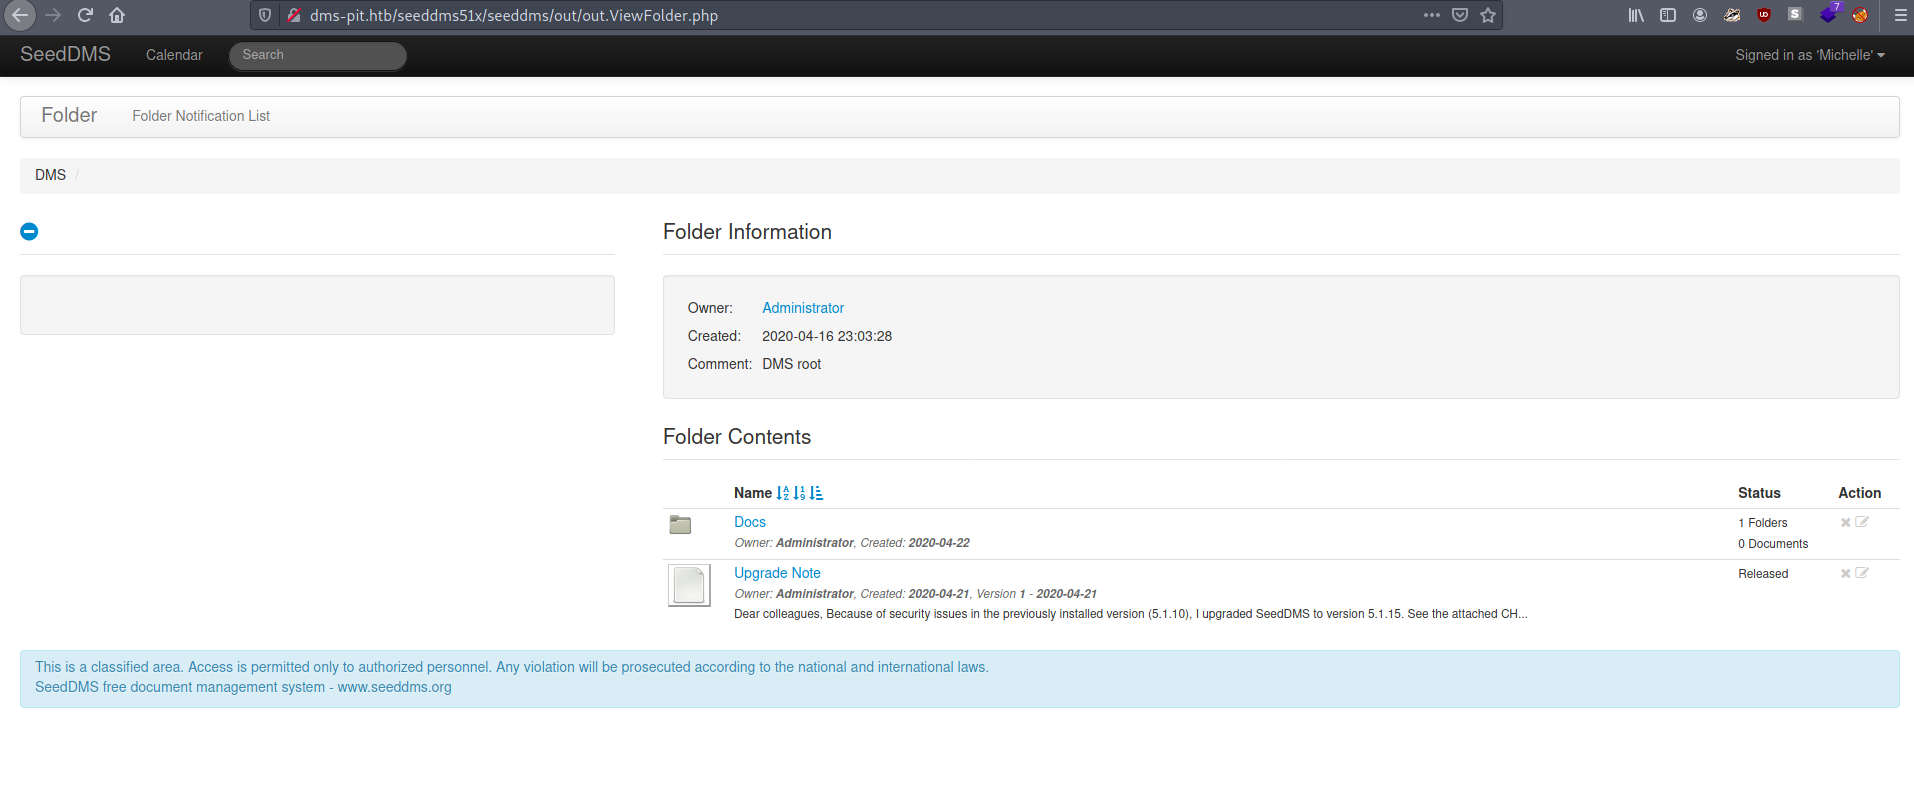 dms-pit.htb/seeddms51x/seeddms/out/out.ViewFolder.php
7
SeedDMS Calendar Search Signed in as 'Michelle'
Folder Folder Notification List
DMS /
Folder Information
Owner: Administrator
Created: 2020-04-16 23:03:28
Comment: DMS root
Folder Contents
Name Status Action
Docs 1 Folders
Owner: Administrator, Created: 2020-04-22
0 Documents
Upgrade Note Released
Owner: Administrator, Created: 2020-04-21, Version 1 - 2020-04-21
Dear colleagues, Because of security issues in the previously installed version (5.1.10), I upgraded SeedDMS to version 5.1.15. See the attached CH...
This is a classified area. Access is permitted only to authorized personnel. Any violation will be prosecuted according to the national and international laws.
SeedDMS free document management system - www.seeddms.org